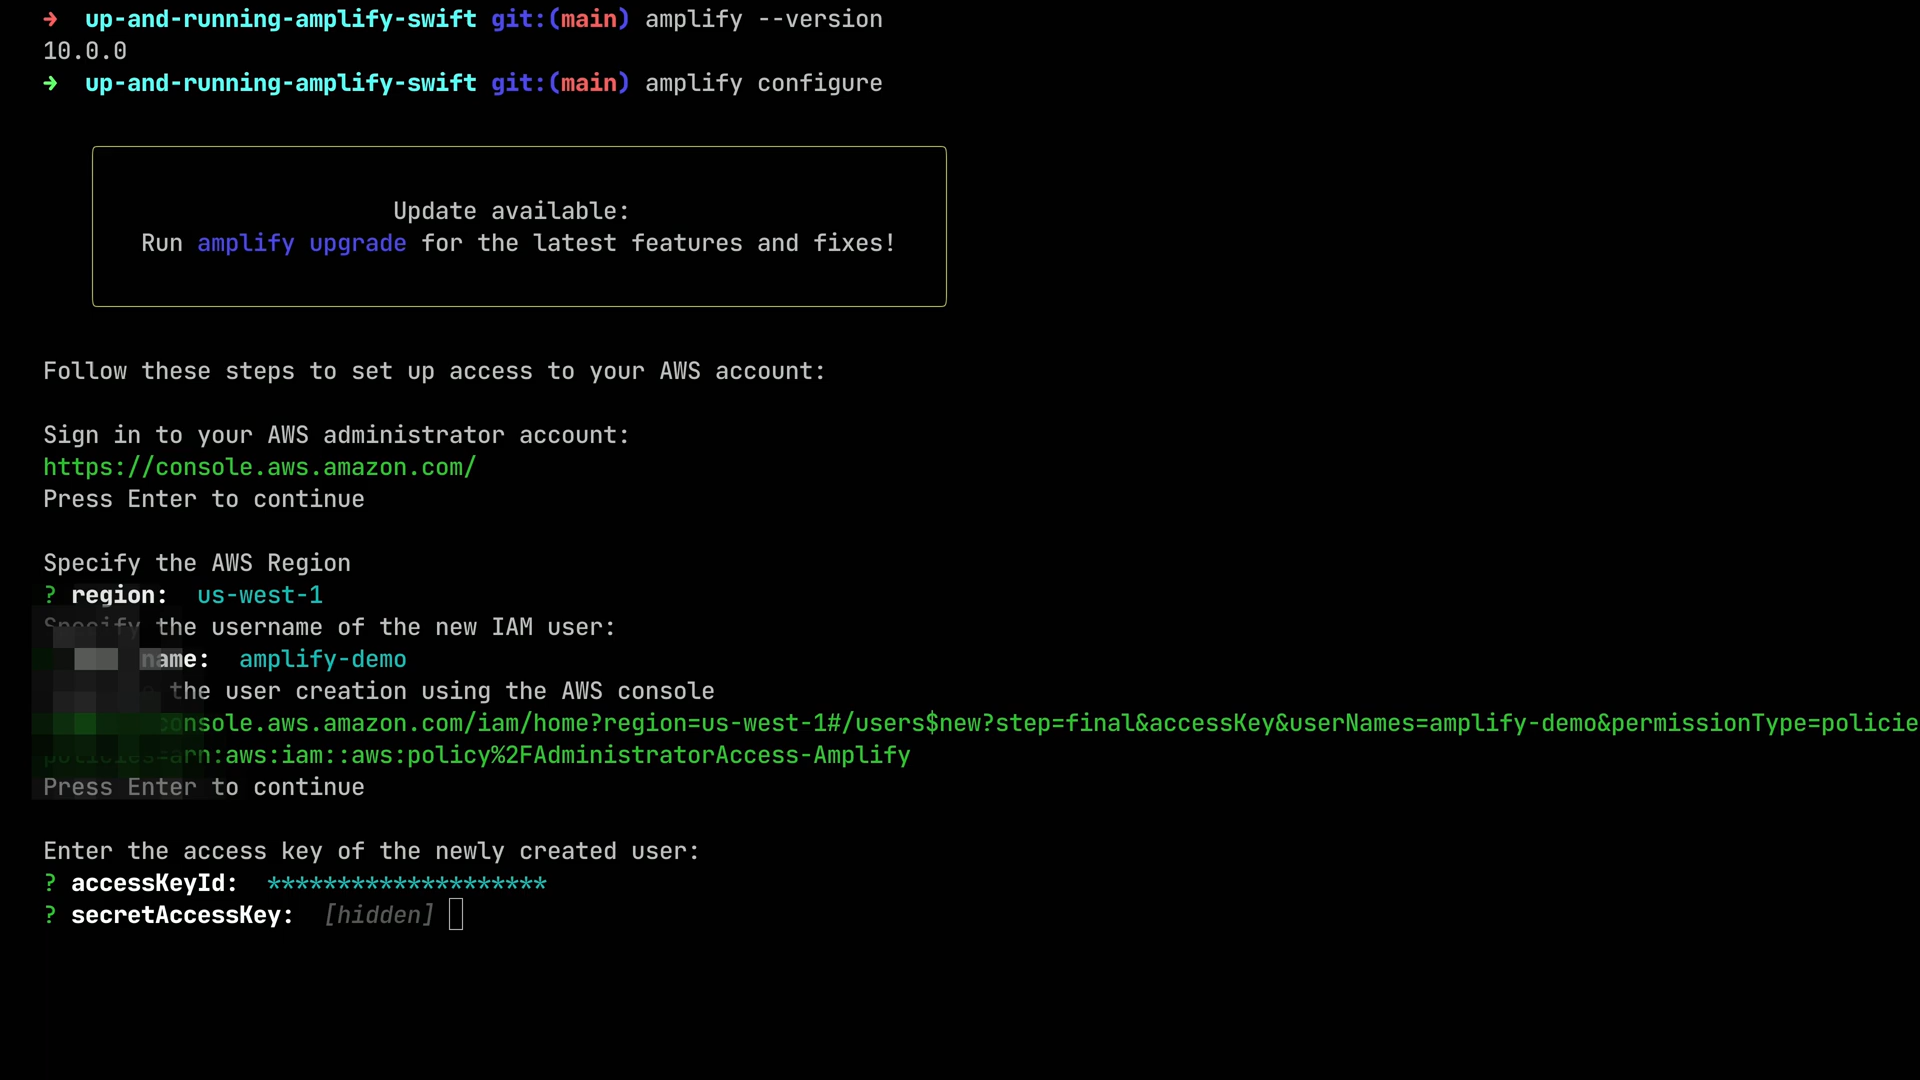 ➜ up-and-running-amplify-swift git:(main) amplify --version
10.0.0
➜ up-and-running-amplify-swift git:(main) amplify configure
Update available:
Run amplify upgrade for the latest features and fixes!
Follow these steps to set up access to your AWS account:
Sign in to your AWS administrator account:
https://console.aws.amazon.com/
Press Enter to continue
Specify the AWS Region
? region: us-west-1
Specify the username of the new IAM user:
name: amplify-demo
the user creation using the AWS console
console.aws.amazon.com/iam/home?region=us-west-1#/users$new?step=final&accessKey&userNames=amplify-demo&permissionType=policie
policies=arn:aws:iam::aws:policy%2FAdministratorAccess-Amplify
Press Enter to continue
Enter the access key of the newly created user:
? accessKeyId: ********************
? secretAccessKey: [hidden]